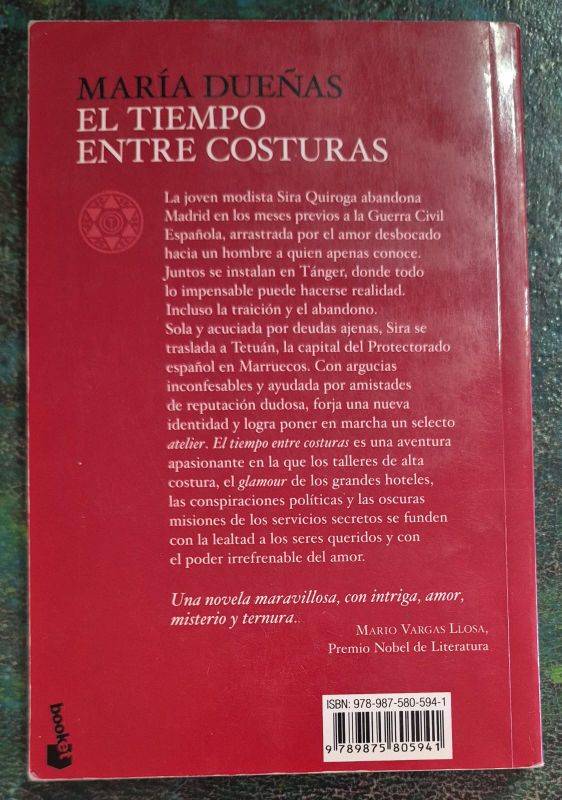 MARÍA DUEÑAS
EL TIEMPO
ENTRE COSTURAS
La joven modista Sira Quiroga abandona
Madrid en los meses previos a la Guerra Civil
Española, arrastrada por el amor desbocado
hacia un hombre a quien apenas conoce.
Juntos se instalan en Tánger, donde todo
lo impensable puede hacerse realidad.
Incluso la traición y el abandono.
Sola y acuciada por deudas ajenas, Sira se
traslada a Tetuán, la capital del Protectorado
español en Marruecos. Con argucias
inconfesables y ayudada por amistades
de reputación dudosa, forja una nueva
identidad y logra poner en marcha un selecto
atelier. El tiempo entre costuras es una aventura
apasionante en la que los talleres de alta
costura, el glamour de los grandes hoteles,
las conspiraciones políticas y las oscuras
misiones de los servicios secretos se funden
con la lealtad a los seres queridos y con
el poder irrefrenable del amor.
Una novela maravillosa, con intriga, amor,
misterio y ternura.
MARIO VARGAS LLOSA,
Premio Nobel de Literatura
ISBN: 978-987-580-594-1
9 789875 805941
booket